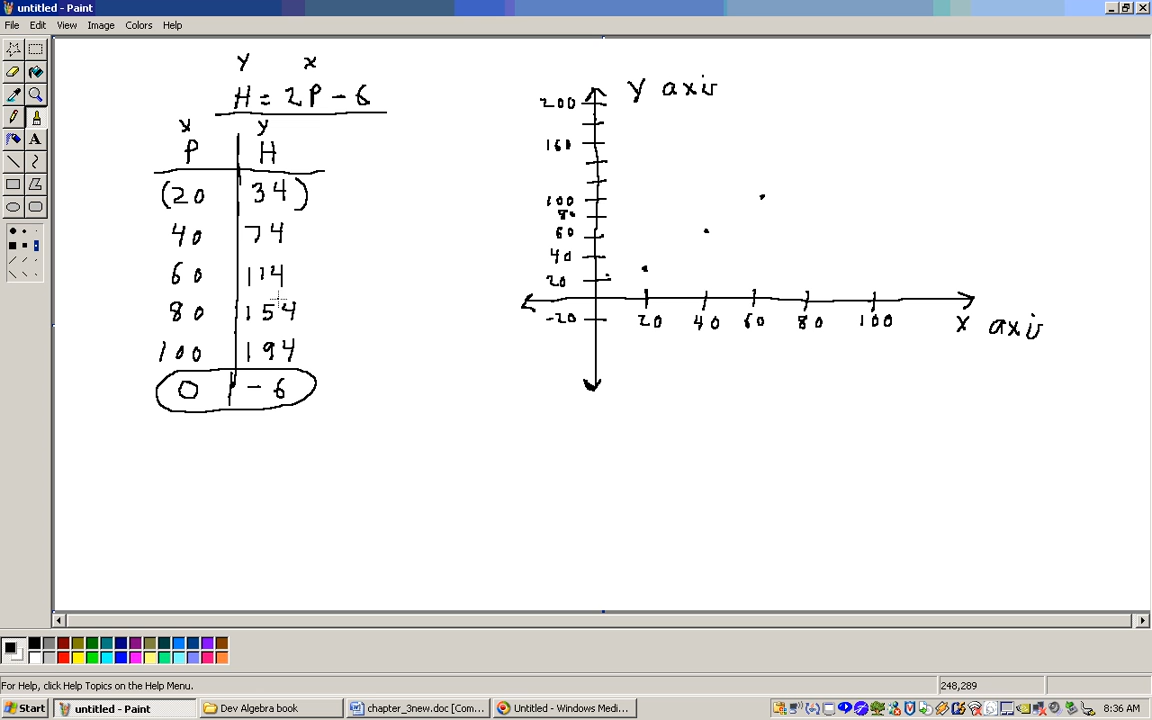 untitled - Paint
File Edit View Image Colors Help
y x
H = 2P - 6
x y
P H
(20 34)
40 74
60 114
80 154
100 194
0 -6
y axis
200
160
100
80
60
40
20
-20
20 40 60 80 100
x axis
For Help, click Help Topics on the Help Menu.
248,289
Start untitled - Paint Dev Algebra book chapter_3new.doc [Com... Untitled - Windows Medi... 8:36 AM